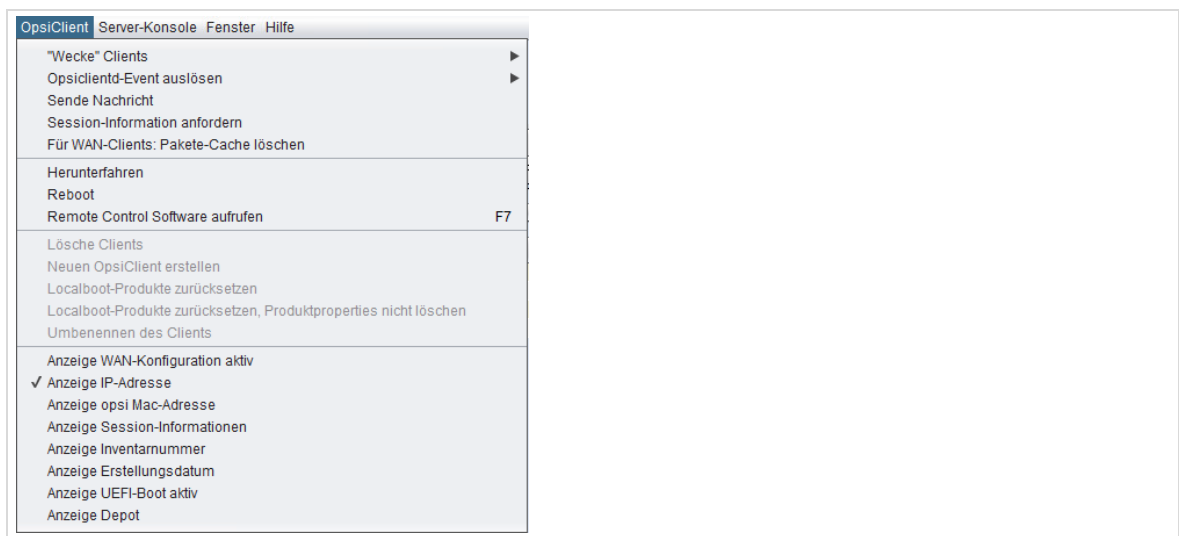 OpsiClient Server-Konsole Fenster Hilfe
"Wecke" Clients
Opsiclientd-Event auslösen
Sende Nachricht
Session-Information anfordern
Für WAN-Clients: Pakete-Cache löschen
Herunterfahren
Reboot
Remote Control Software aufrufen F7
Lösche Clients
Neuen OpsiClient erstellen
Localboot-Produkte zurücksetzen
Localboot-Produkte zurücksetzen, Produktproperties nicht löschen
Umbenennen des Clients
Anzeige WAN-Konfiguration aktiv
✓ Anzeige IP-Adresse
Anzeige opsi Mac-Adresse
Anzeige Session-Informationen
Anzeige Inventarnummer
Anzeige Erstellungsdatum
Anzeige UEFI-Boot aktiv
Anzeige Depot